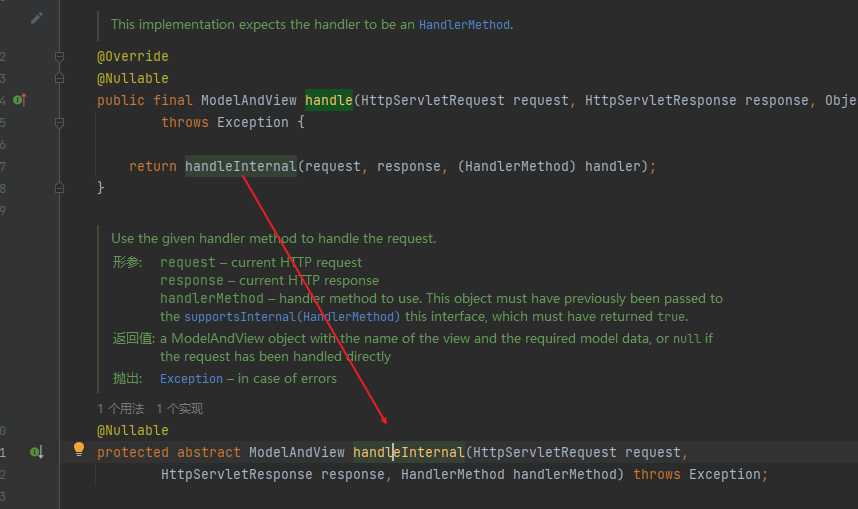 This implementation expects the handler to be an HandlerMethod.
2 @Override
3 @Nullable
4 public final ModelAndView handle(HttpServletRequest request, HttpServletResponse response, Obje
5 throws Exception {
6
7 return handleInternal(request, response, (HandlerMethod) handler);
8 }
9
Use the given handler method to handle the request.
形参: request – current HTTP request
response – current HTTP response
handlerMethod – handler method to use. This object must have previously been passed to
the supportsInternal(HandlerMethod) this interface, which must have returned true.
返回值: a ModelAndView object with the name of the view and the required model data, or null if
the request has been handled directly
抛出: Exception – in case of errors
1 个用法 1 个实现
0 @Nullable
1 protected abstract ModelAndView handleInternal(HttpServletRequest request,
2 HttpServletResponse response, HandlerMethod handlerMethod) throws Exception;
3